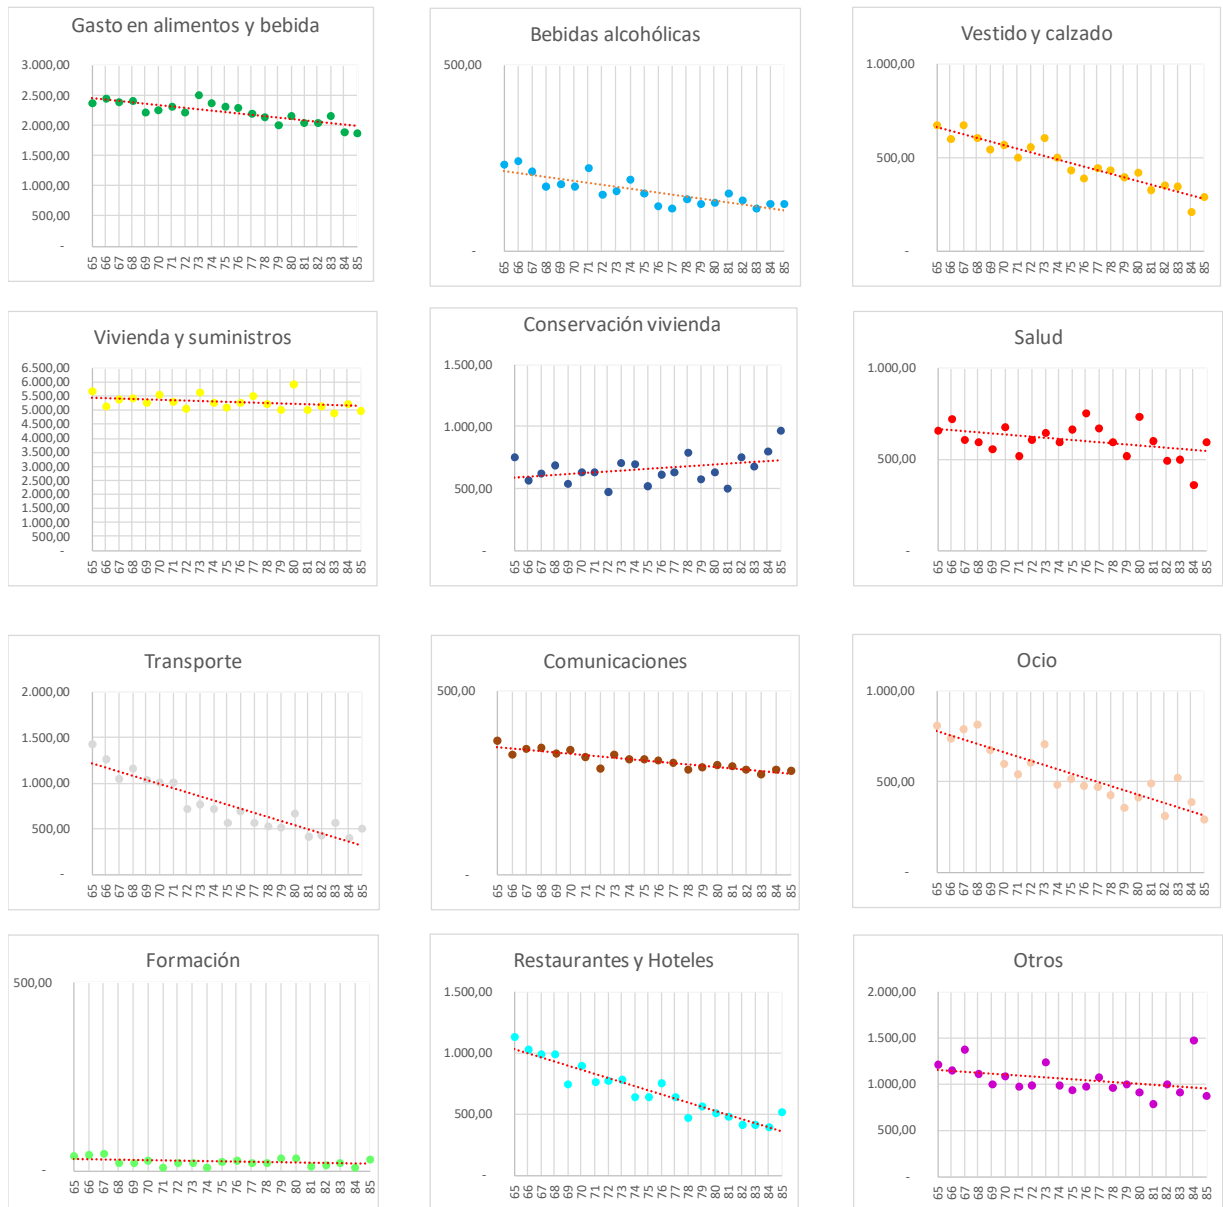 Gasto en alimentos y bebida
3.000,00
2.500,00
2.000,00
1.500,00
1.000,00
500,00
-
65 66 67 68 69 70 71 72 73 74 75 76 77 78 79 80 81 82 83 84 85
Bebidas alcohólicas
500,00
-
65 66 67 68 69 70 71 72 73 74 75 76 77 78 79 80 81 82 83 84 85
Vestido y calzado
1.000,00
500,00
-
65 66 67 68 69 70 71 72 73 74 75 76 77 78 79 80 81 82 83 84 85
Vivienda y suministros
6.500,00
6.000,00
5.500,00
5.000,00
4.500,00
4.000,00
3.500,00
3.000,00
2.500,00
2.000,00
1.500,00
1.000,00
500,00
-
65 66 67 68 69 70 71 72 73 74 75 76 77 78 79 80 81 82 83 84 85
Conservación vivienda
1.500,00
1.000,00
500,00
-
65 66 67 68 69 70 71 72 73 74 75 76 77 78 79 80 81 82 83 84 85
Salud
1.000,00
500,00
-
65 66 67 68 69 70 71 72 73 74 75 76 77 78 79 80 81 82 83 84 85
Transporte
2.000,00
1.500,00
1.000,00
500,00
-
65 66 67 68 69 70 71 72 73 74 75 76 77 78 79 80 81 82 83 84 85
Comunicaciones
500,00
-
65 66 67 68 69 70 71 72 73 74 75 76 77 78 79 80 81 82 83 84 85
Ocio
1.000,00
500,00
-
65 66 67 68 69 70 71 72 73 74 75 76 77 78 79 80 81 82 83 84 85
Formación
500,00
-
65 66 67 68 69 70 71 72 73 74 75 76 77 78 79 80 81 82 83 84 85
Restaurantes y Hoteles
1.500,00
1.000,00
500,00
-
65 66 67 68 69 70 71 72 73 74 75 76 77 78 79 80 81 82 83 84 85
Otros
2.000,00
1.500,00
1.000,00
500,00
-
65 66 67 68 69 70 71 72 73 74 75 76 77 78 79 80 81 82 83 84 85